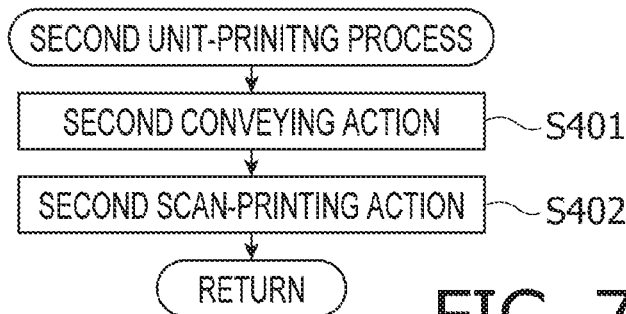 SECOND UNIT-PRINITNG PROCESS
SECOND CONVEYING ACTION
S401
SECOND SCAN-PRINTING ACTION
S402
RETURN
FIG. 7